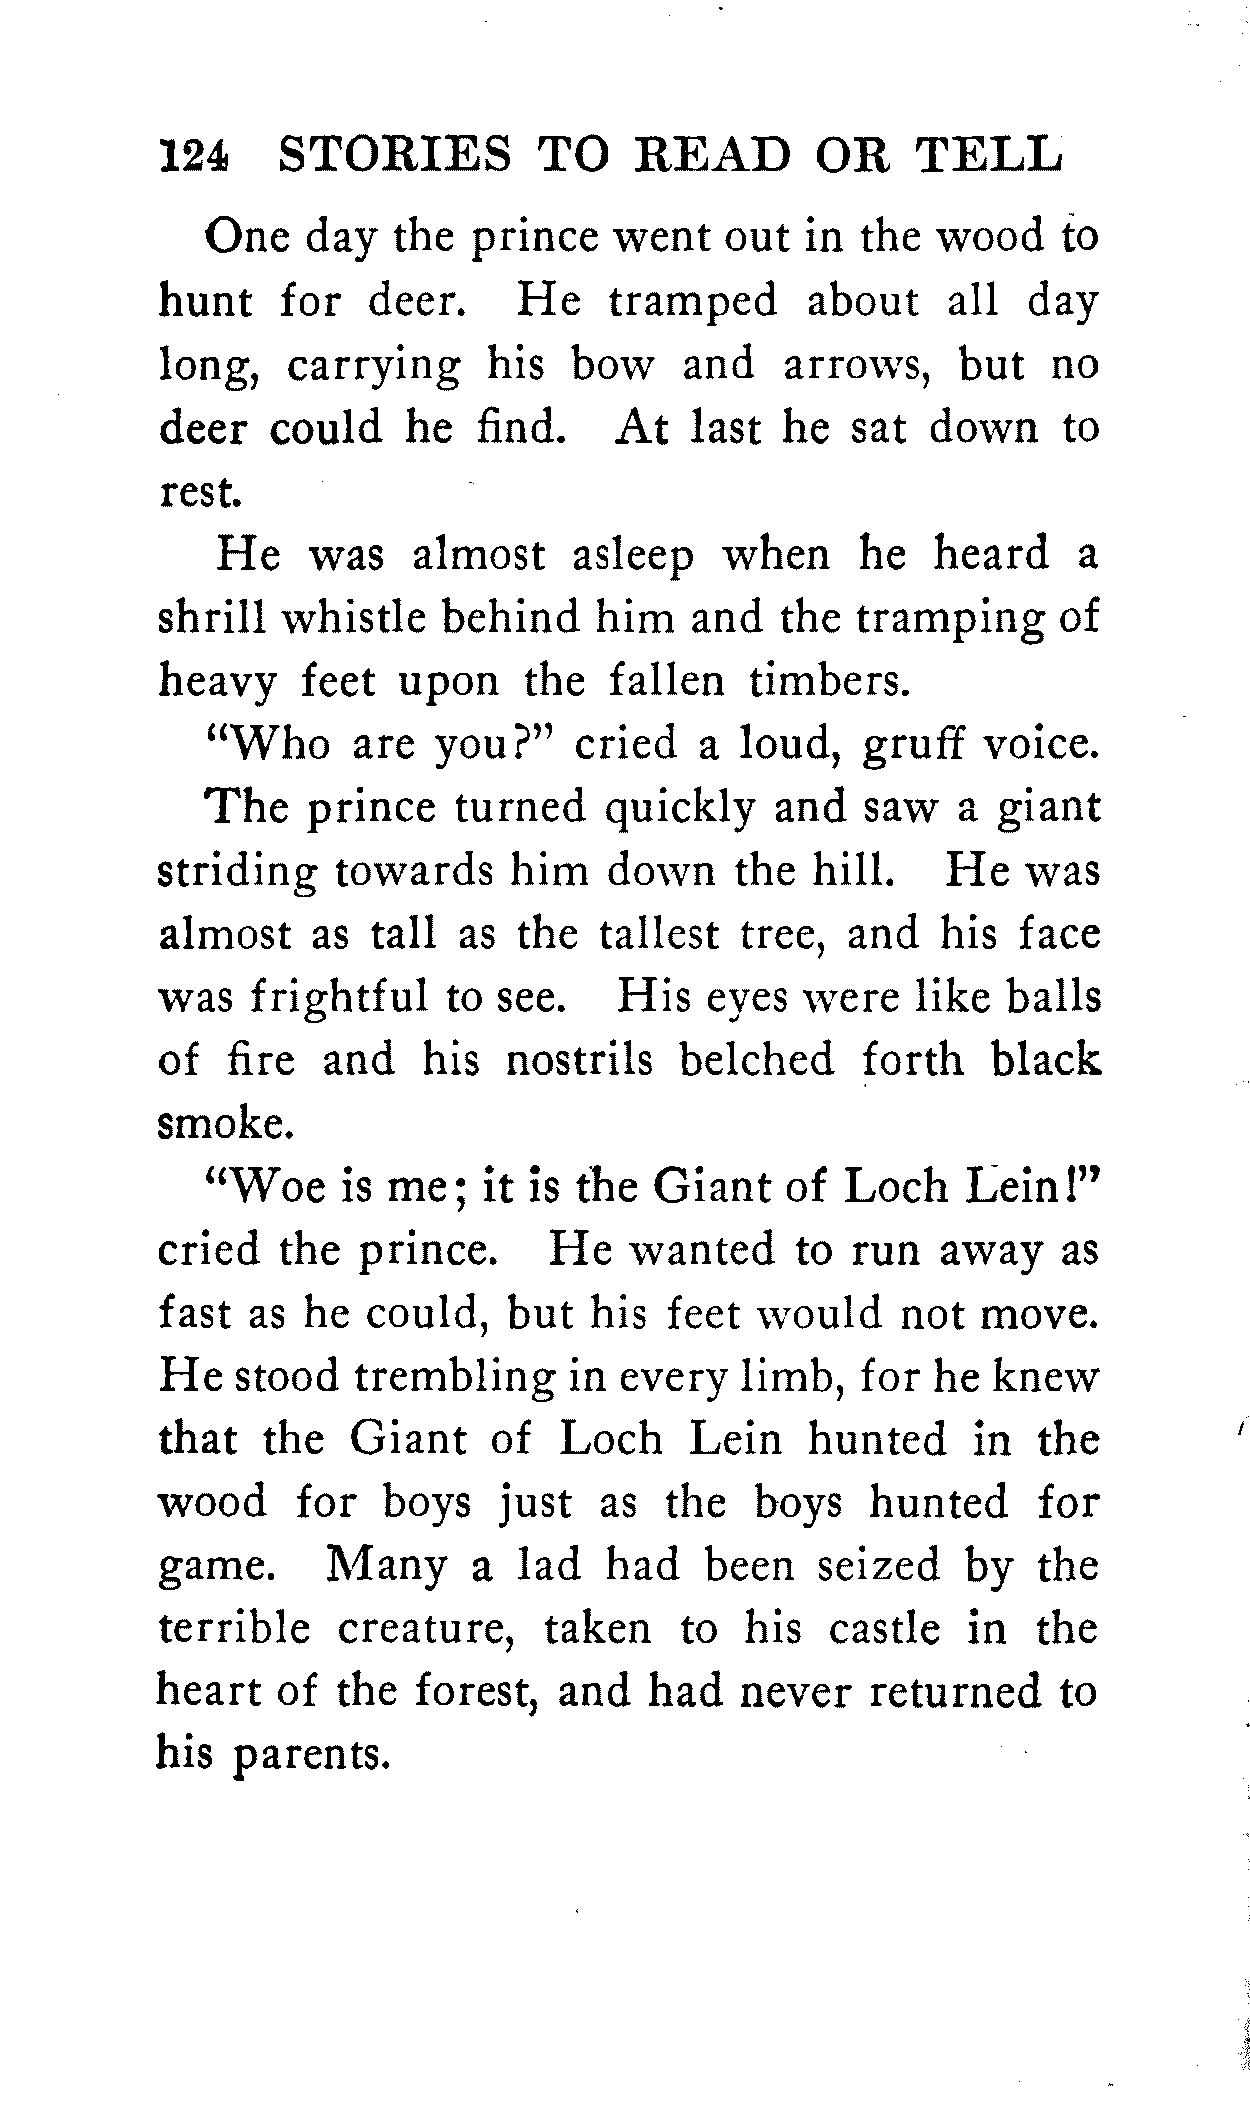 124 STORIES TO READ OR TELL
One day the prince went out in the wood to
hunt for deer. He tramped about all day
long, carrying his bow and arrows, but no
deer could he find. At last he sat down to
rest.
He was almost asleep when he heard a
shrill whistle behind him and the tramping of
heavy feet upon the fallen timbers.
“Who are you?” cried a loud, gruff voice.
The prince turned quickly and saw a giant
striding towards him down the hill. He was
almost as tall as the tallest tree, and his face
was frightful to see. His eyes were like balls
of fire and his nostrils belched forth black
smoke.
“Woe is me; it is the Giant of Loch Lein!”
cried the prince. He wanted to run away as
fast as he could, but his feet would not move.
He stood trembling in every limb, for he knew
that the Giant of Loch Lein hunted in the
wood for boys just as the boys hunted for
game. Many a lad had been seized by the
terrible creature, taken to his castle in the
heart of the forest, and had never returned to
his parents.